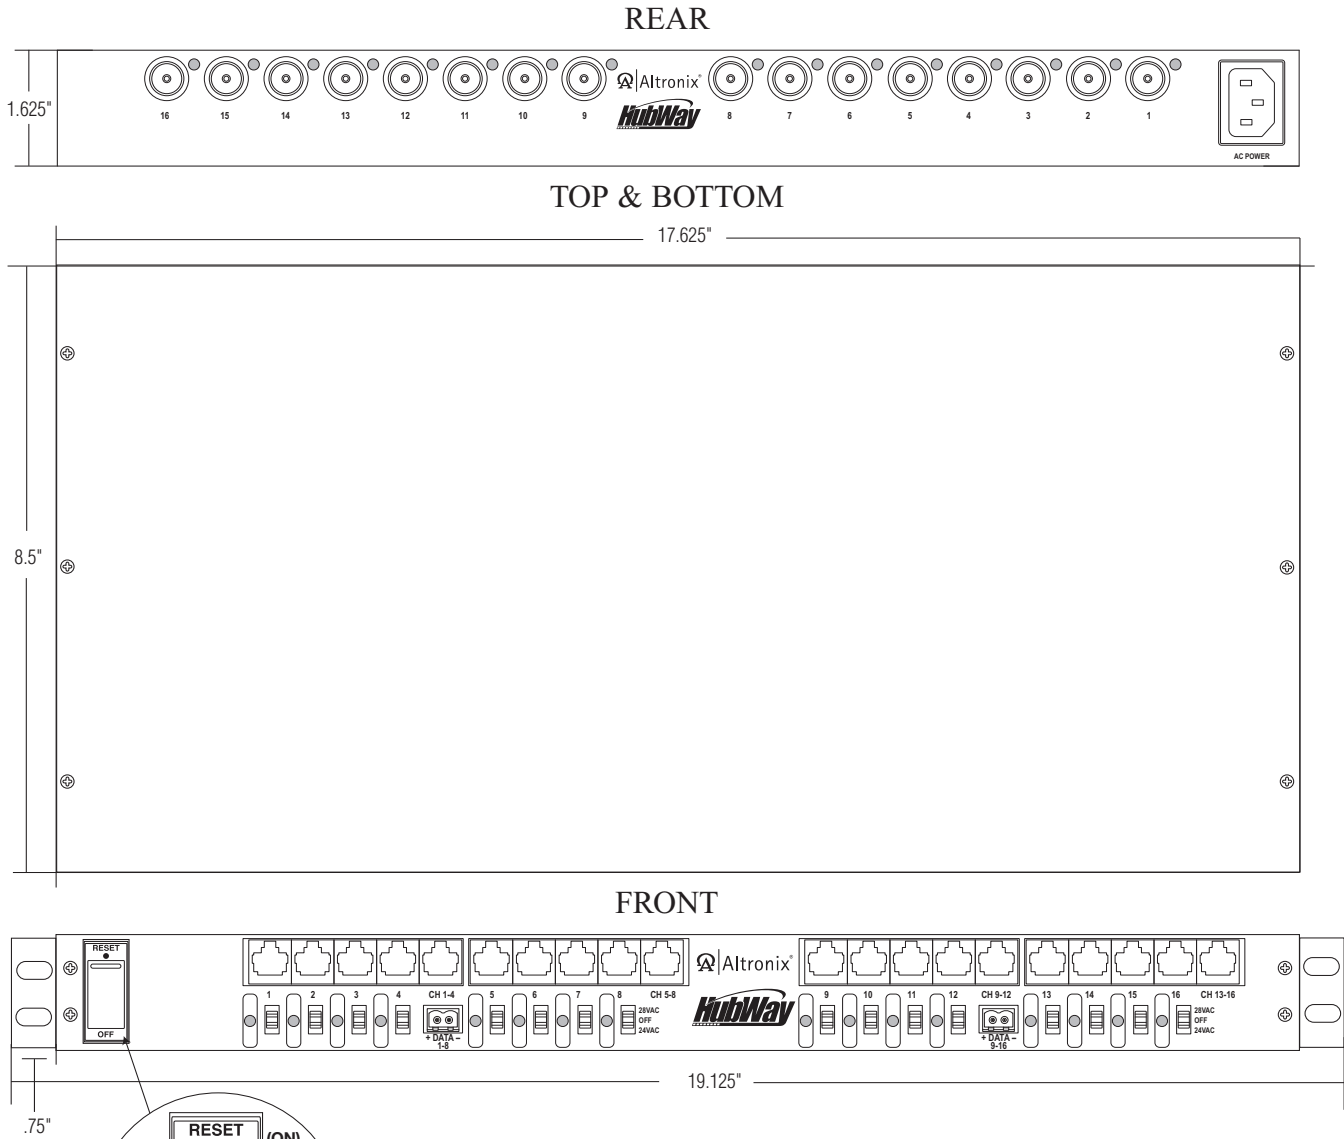 REAR
Altronix®
HubWay
1.625"
16 15 14 13 12 11 10 9 8 7 6 5 4 3 2 1
AC POWER
TOP & BOTTOM
17.625"
8.5"
FRONT
RESET
OFF
Altronix®
HubWay
1 2 3 4 CH 1-4 5 6 7 8 CH 5-8 9 10 11 12 CH 9-12 13 14 15 16 CH 13-16
28VAC
OFF
24VAC
28VAC
OFF
24VAC
+ DATA –
1-8
+ DATA –
9-16
19.125"
.75"
RESET
(ON)